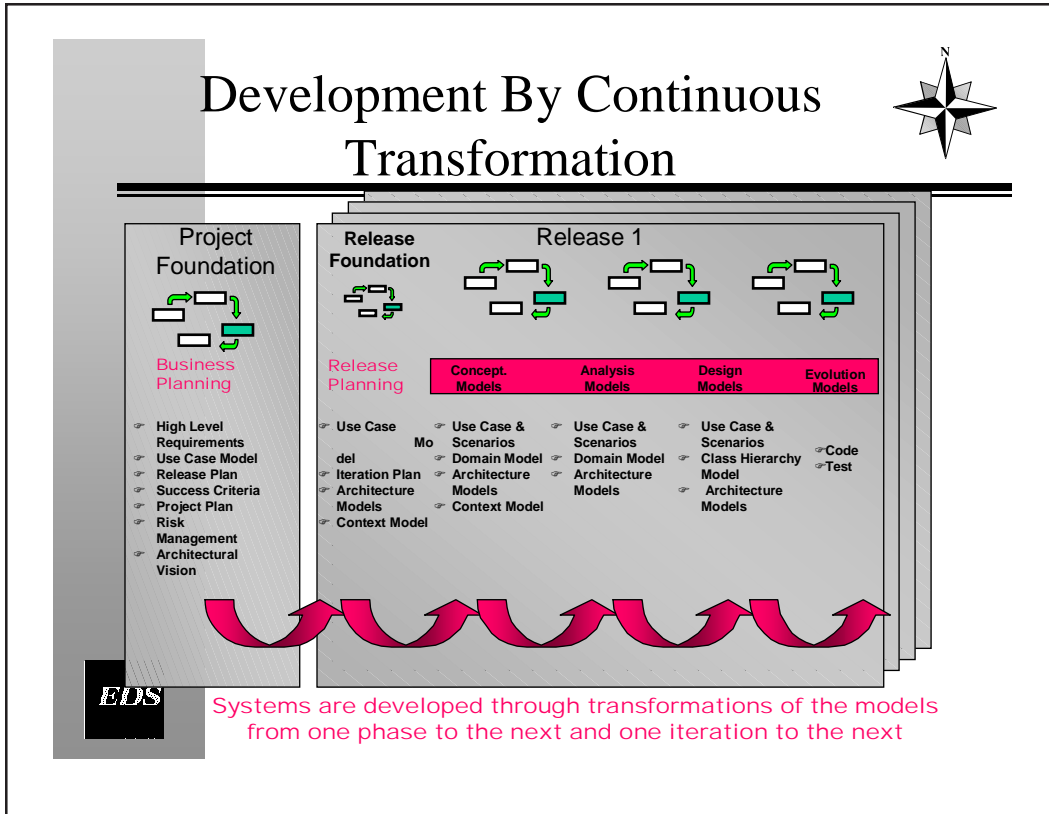 N
Development By Continuous
Transformation
Project
Foundation
Business
Planning
☞ High Level
Requirements
☞ Use Case Model
☞ Release Plan
☞ Success Criteria
☞ Project Plan
☞ Risk
Management
☞ Architectural
Vision
Release
Foundation
Release 1
Release
Planning
☞ Use Case
Mo
del
☞ Iteration Plan
☞ Architecture
Models
☞ Context Model
Concept.
Models
☞ Use Case &
Scenarios
☞ Domain Model
☞ Architecture
Models
☞ Context Model
Analysis
Models
☞ Use Case &
Scenarios
☞ Domain Model
☞ Architecture
Models
Design
Models
☞ Use Case &
Scenarios
☞ Class Hierarchy
Model
☞ Architecture
Models
Evolution
Models
☞Code
☞Test
EDS
Systems are developed through transformations of the models
from one phase to the next and one iteration to the next